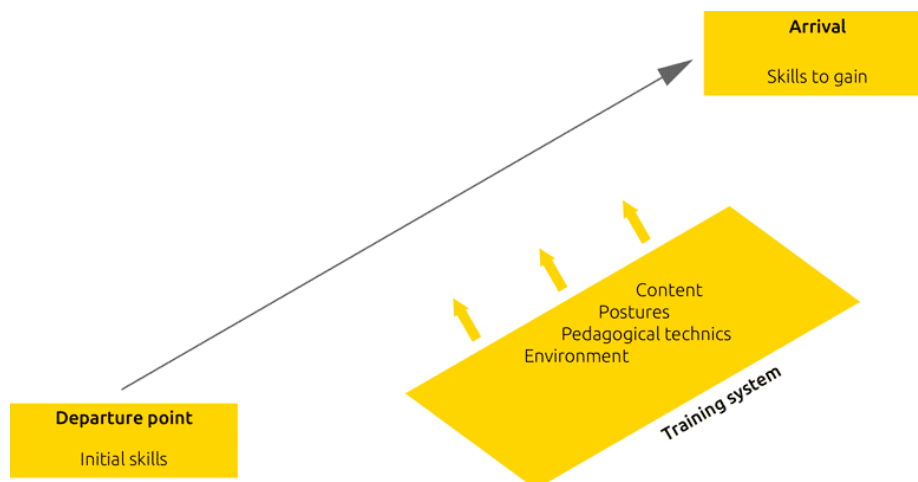 Arrival
Skills to gain
Content
Postures
Pedagogical technics
Environment
Training system
Departure point
Initial skills